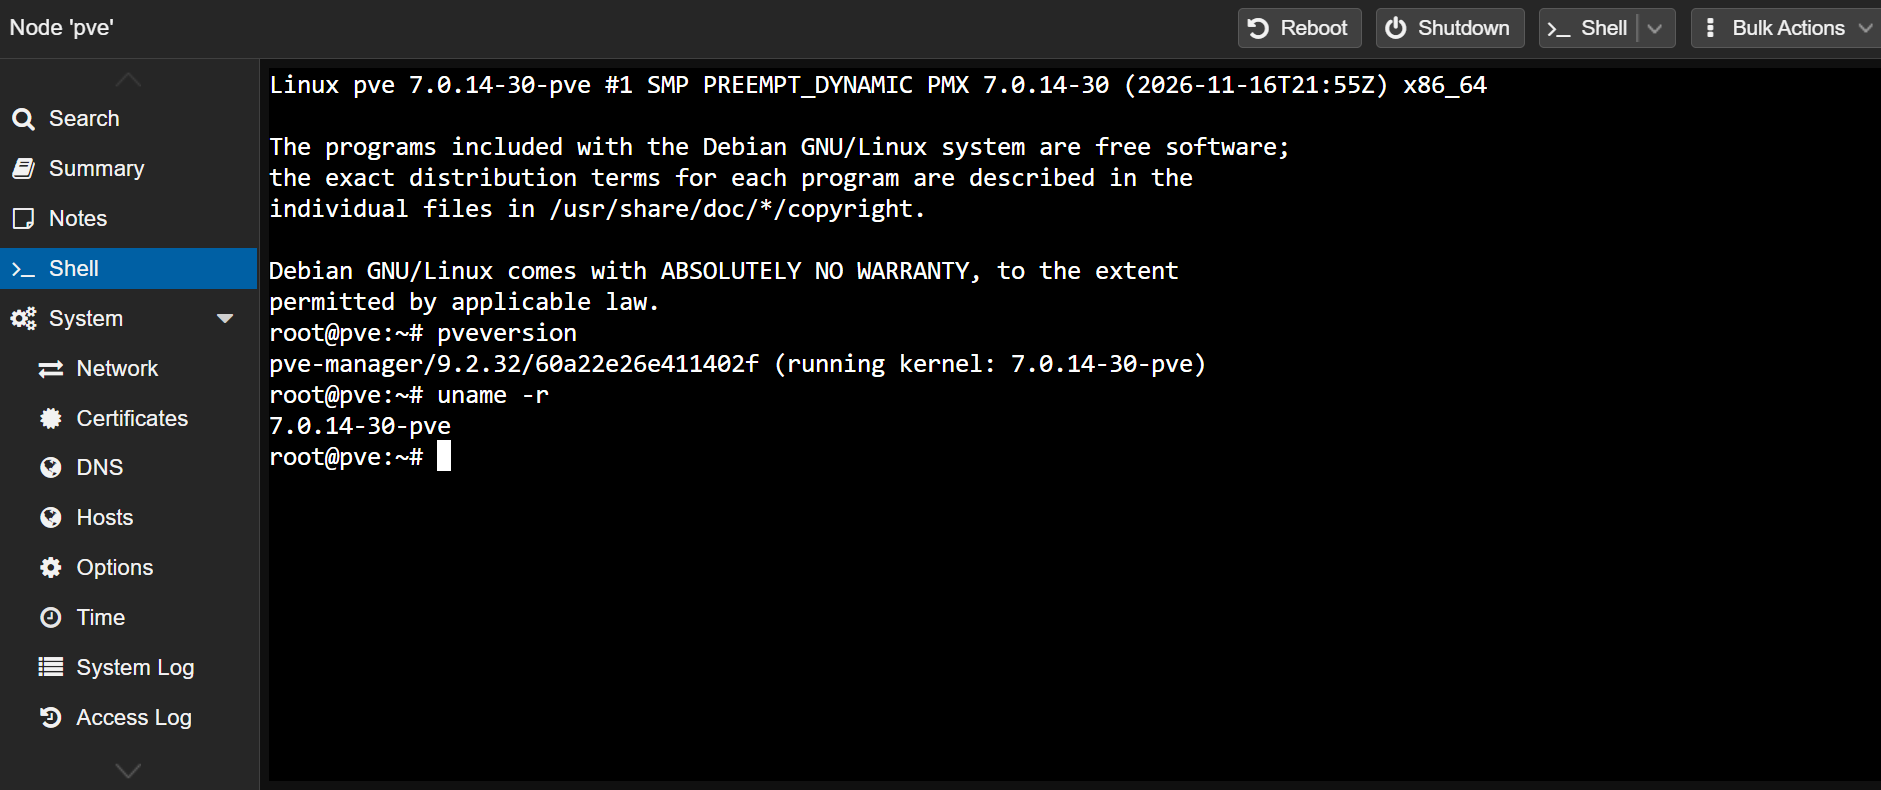 Node 'pve'
Reboot
Shutdown
Shell
Bulk Actions
Search
Summary
Notes
Shell
System
Network
Certificates
DNS
Hosts
Options
Time
System Log
Access Log
Linux pve 7.0.14-30-pve #1 SMP PREEMPT_DYNAMIC PMX 7.0.14-30 (2026-11-16T21:55Z) x86_64
The programs included with the Debian GNU/Linux system are free software;
the exact distribution terms for each program are described in the
individual files in /usr/share/doc/*/copyright.
Debian GNU/Linux comes with ABSOLUTELY NO WARRANTY, to the extent
permitted by applicable law.
root@pve:~# pveversion
pve-manager/9.2.32/60a22e26e411402f (running kernel: 7.0.14-30-pve)
root@pve:~# uname -r
7.0.14-30-pve
root@pve:~#